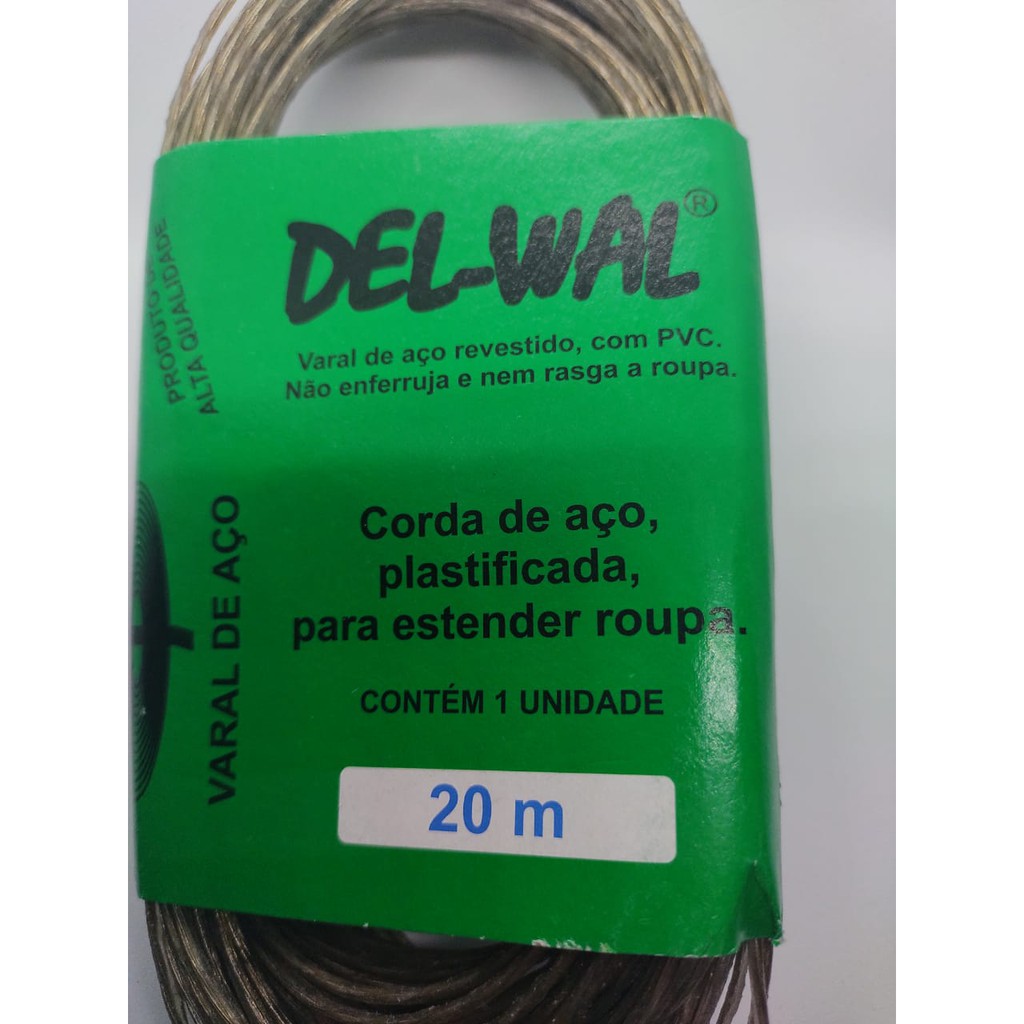 DEL-WAL®
Varal de aço revestido, com PVC.
Não enferruja e nem rasga a roupa.
Corda de aço,
plastificada,
para estender roupa.
CONTÉM 1 UNIDADE
20 m
PRODUTO
ALTA QUALIDADE
VARAL DE AÇO